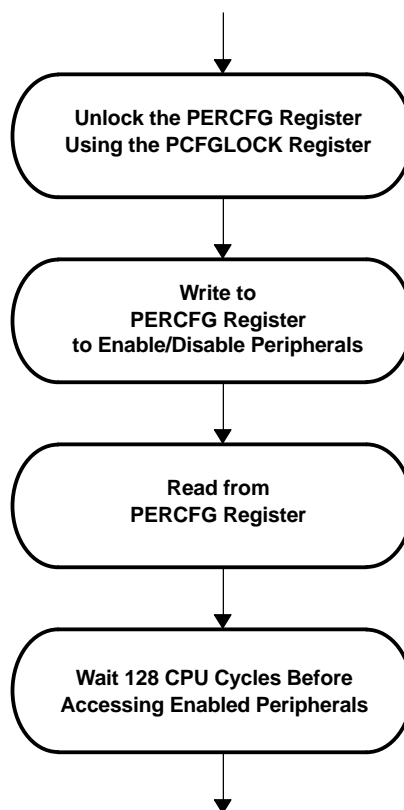 Unlock the PERCFG Register
Using the PCFGLOCK Register
Write to
PERCFG Register
to Enable/Disable Peripherals
Read from
PERCFG Register
Wait 128 CPU Cycles Before
Accessing Enabled Peripherals